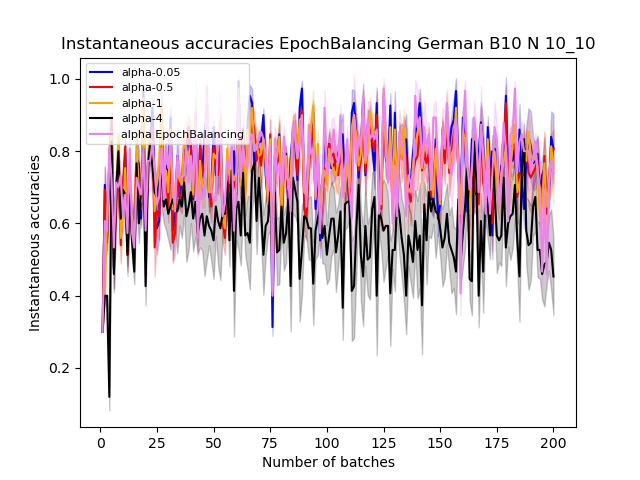 Instantaneous accuracies EpochBalancing German B10 N 10_10
alpha-0.05
alpha-0.5
alpha-1
alpha-4
alpha EpochBalancing
Instantaneous accuracies
1.0
0.8
0.6
0.4
0.2
0 25 50 75 100 125 150 175 200
Number of batches